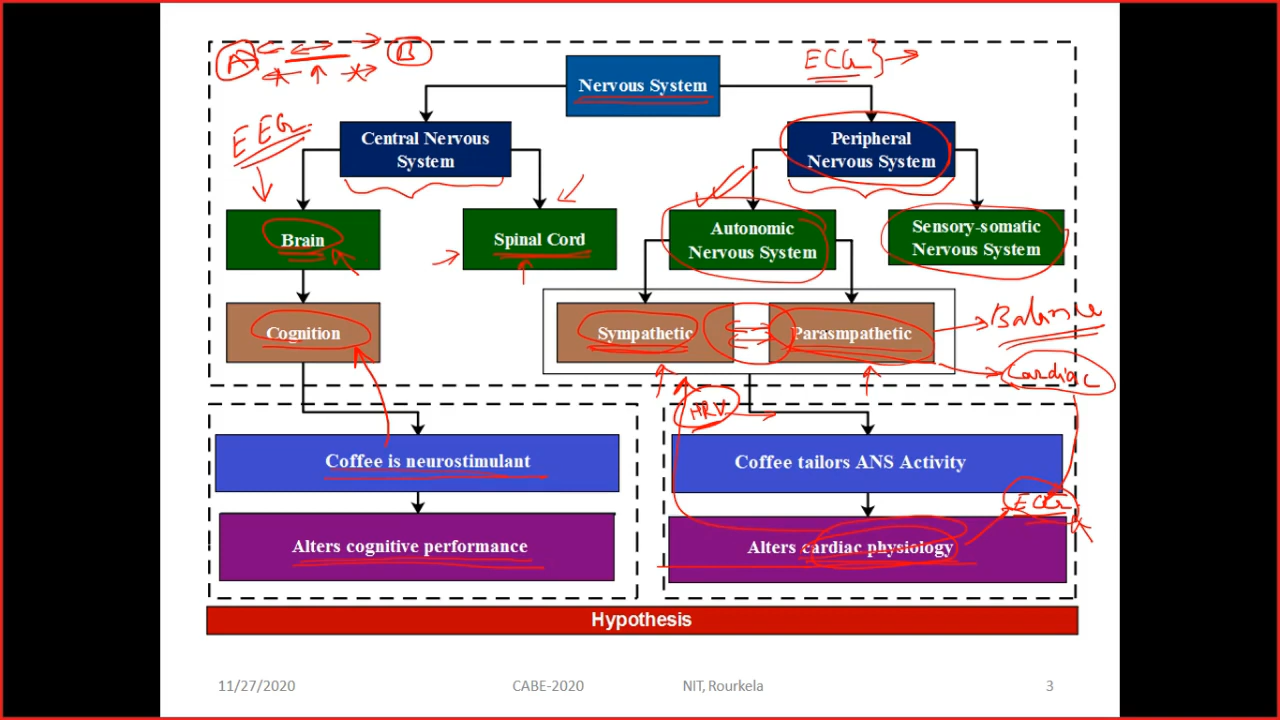 A
B
ECG
Nervous System
EEG
Central Nervous
System
Peripheral
Nervous System
Brain
Spinal Cord
Autonomic
Nervous System
Sensory-somatic
Nervous System
Cognition
Sympathetic
Parasmpathetic
Balance
Cardiac
HRV
Coffee is neurostimulant
Coffee tailors ANS Activity
ECG
Alters cognitive performance
Alters cardiac physiology
Hypothesis
11/27/2020
CABE-2020
NIT, Rourkela
3